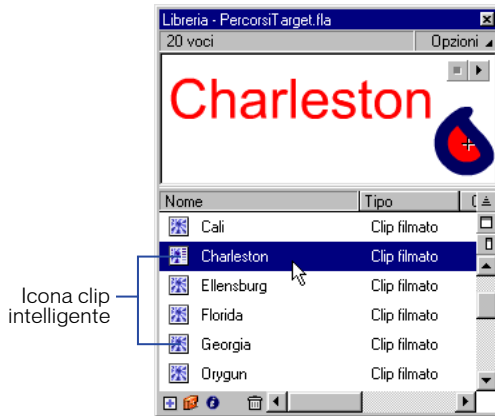 Libreria - PercorsiTarget.fla
20 voci Opzioni
Charleston
Nome Tipo
Cali Clip filmato
Charleston Clip filmato
Ellensburg Clip filmato
Florida Clip filmato
Georgia Clip filmato
Orygun Clip filmato
Icona clip
intelligente